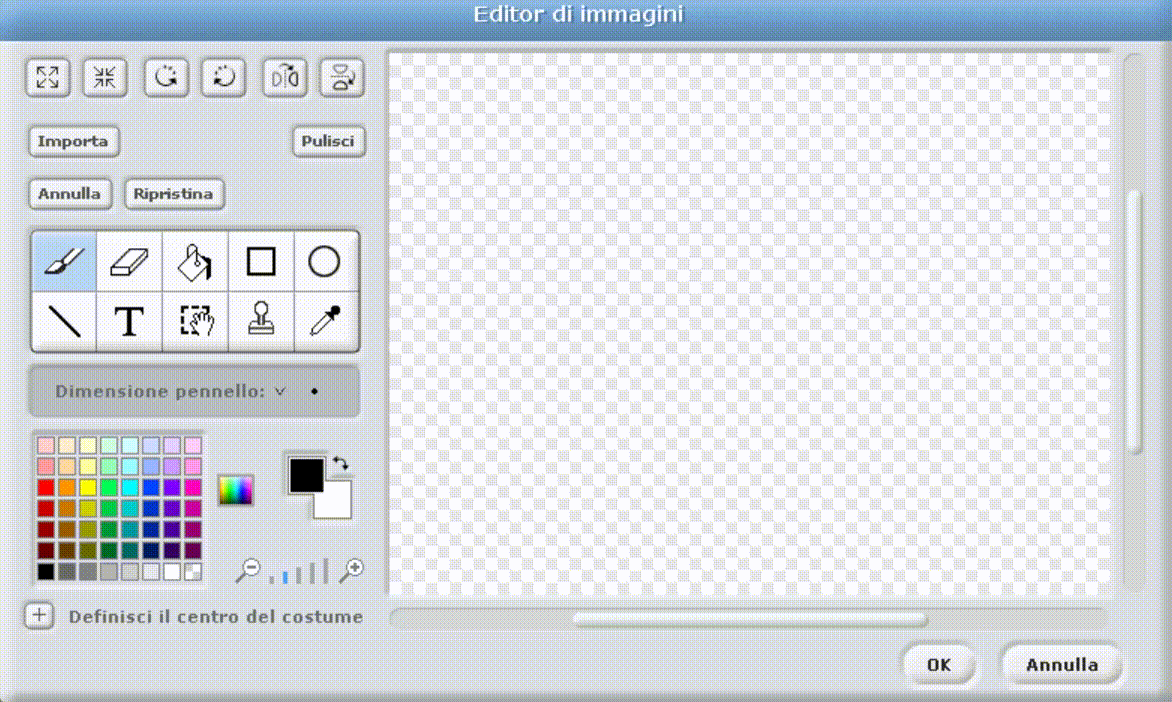 Editor di immagini
Importa
Pulisci
Annulla
Ripristina
T
Dimensione pennello:
Definisci il centro del costume
OK
Annulla